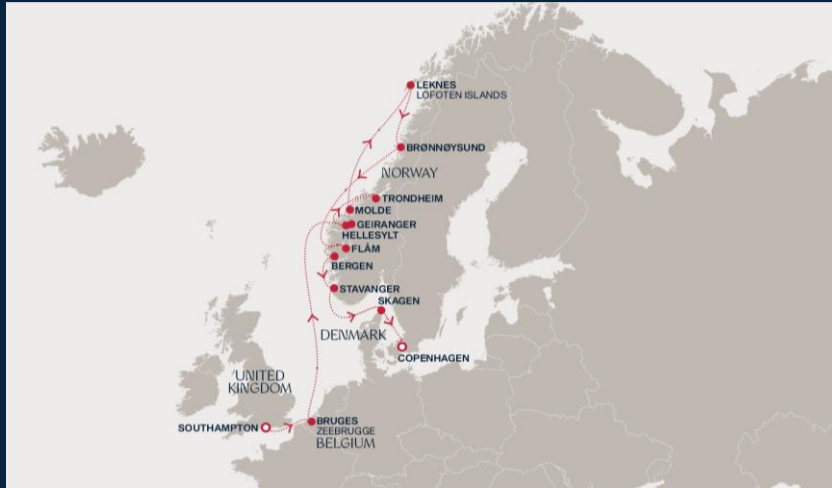 LEKNES
LOFOTEN ISLANDS
BRØNNØYSUND
NORWAY
TRONDHEIM
MOLDE
GEIRANGER
HELLESYLT
FLÅM
BERGEN
STAVANGER
SKAGEN
DENMARK
COPENHAGEN
UNITED
KINGDOM
SOUTHAMPTON
BRUGES
ZEEBRUGGE
BELGIUM